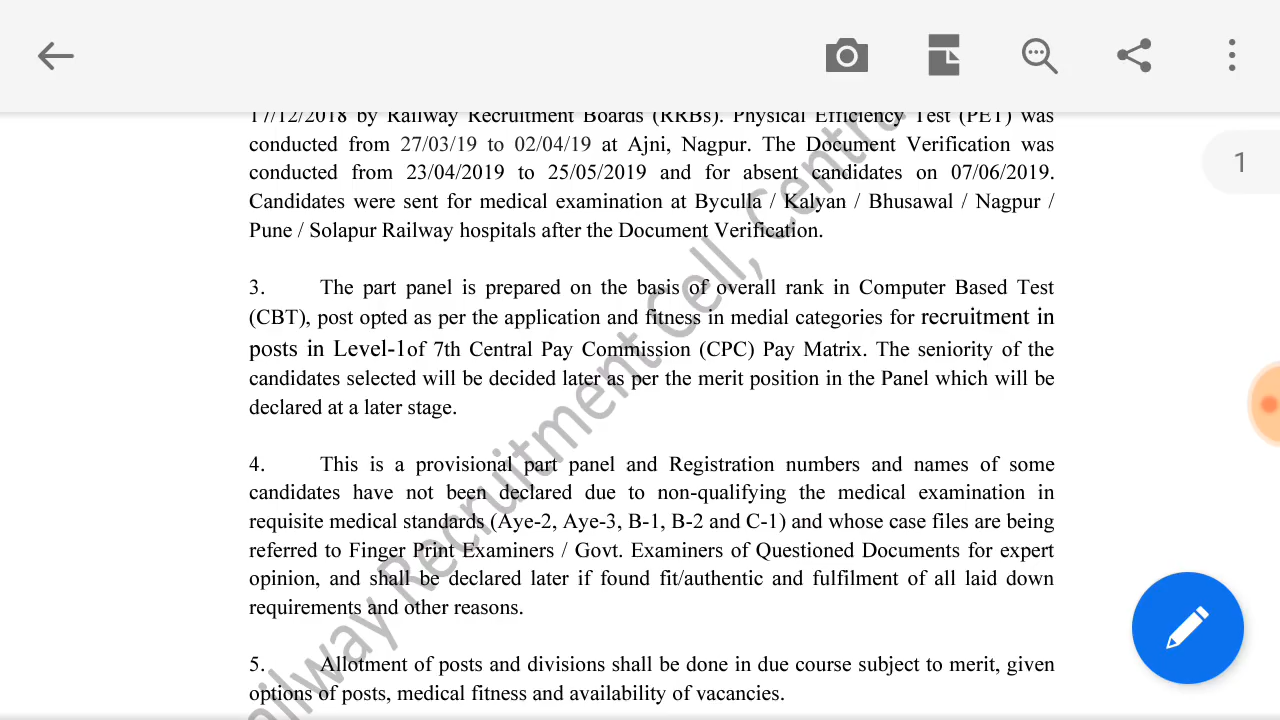 1
17/12/2018 by Railway Recruitment Boards (RRBs). Physical Efficiency Test (PET) was
conducted from 27/03/19 to 02/04/19 at Ajni, Nagpur. The Document Verification was
conducted from 23/04/2019 to 25/05/2019 and for absent candidates on 07/06/2019.
Candidates were sent for medical examination at Byculla / Kalyan / Bhusawal / Nagpur /
Pune / Solapur Railway hospitals after the Document Verification.
3. The part panel is prepared on the basis of overall rank in Computer Based Test
(CBT), post opted as per the application and fitness in medial categories for recruitment in
posts in Level-1of 7th Central Pay Commission (CPC) Pay Matrix. The seniority of the
candidates selected will be decided later as per the merit position in the Panel which will be
declared at a later stage.
4. This is a provisional part panel and Registration numbers and names of some
candidates have not been declared due to non-qualifying the medical examination in
requisite medical standards (Aye-2, Aye-3, B-1, B-2 and C-1) and whose case files are being
referred to Finger Print Examiners / Govt. Examiners of Questioned Documents for expert
opinion, and shall be declared later if found fit/authentic and fulfilment of all laid down
requirements and other reasons.
5. Allotment of posts and divisions shall be done in due course subject to merit, given
options of posts, medical fitness and availability of vacancies.
ailway Recruitment Cell, Centra